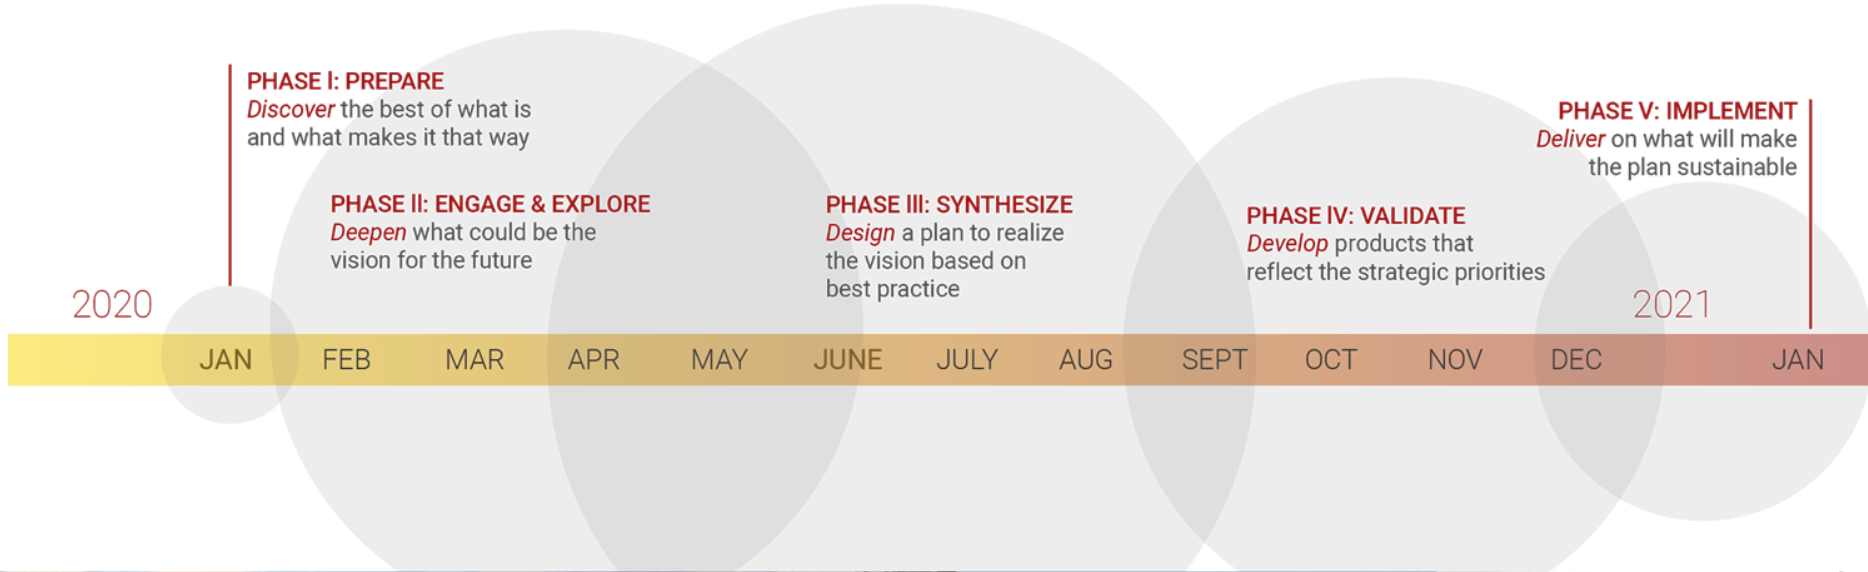 PHASE I: PREPARE
Discover the best of what is
and what makes it that way
PHASE II: ENGAGE & EXPLORE
Deepen what could be the
vision for the future
PHASE III: SYNTHESIZE
Design a plan to realize
the vision based on
best practice
PHASE IV: VALIDATE
Develop products that
reflect the strategic priorities
PHASE V: IMPLEMENT
Deliver on what will make
the plan sustainable
2020
2021
JAN FEB MAR APR MAY JUNE JULY AUG SEPT OCT NOV DEC JAN